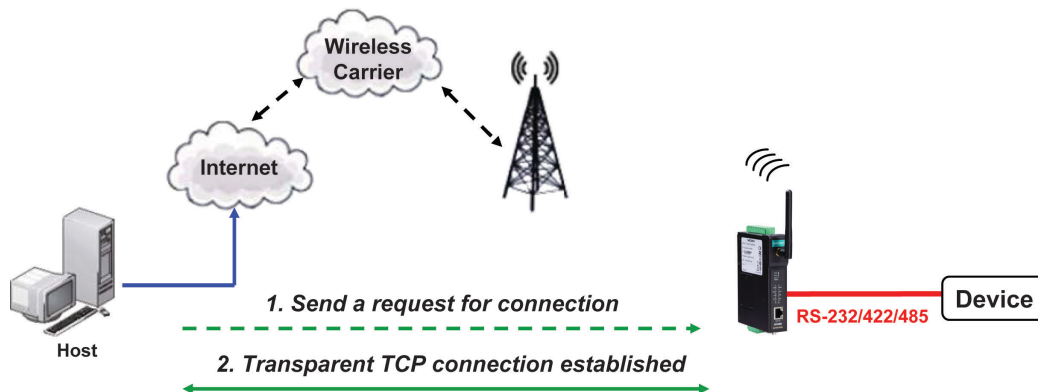 Wireless
Carrier
Internet
1. Send a request for connection
Host
2. Transparent TCP connection established
RS-232/422/485
Device